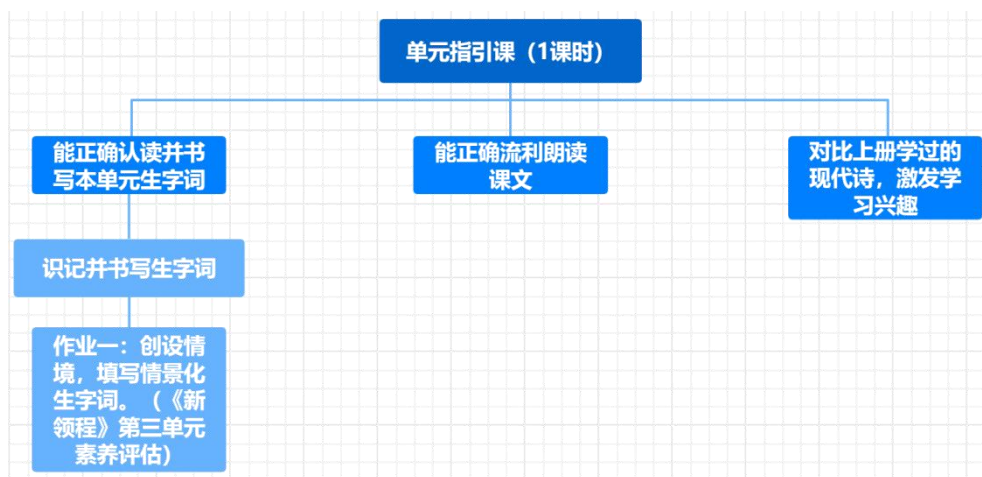 单元指引课（1课时）
能正确认读并书
写本单元生字词
能正确流利朗读
课文
对比上册学过的
现代诗，激发学
习兴趣
识记并书写生字词
作业一：创设情
境，填写情景化
生字词。（《新
领程》第三单元
素养评估）